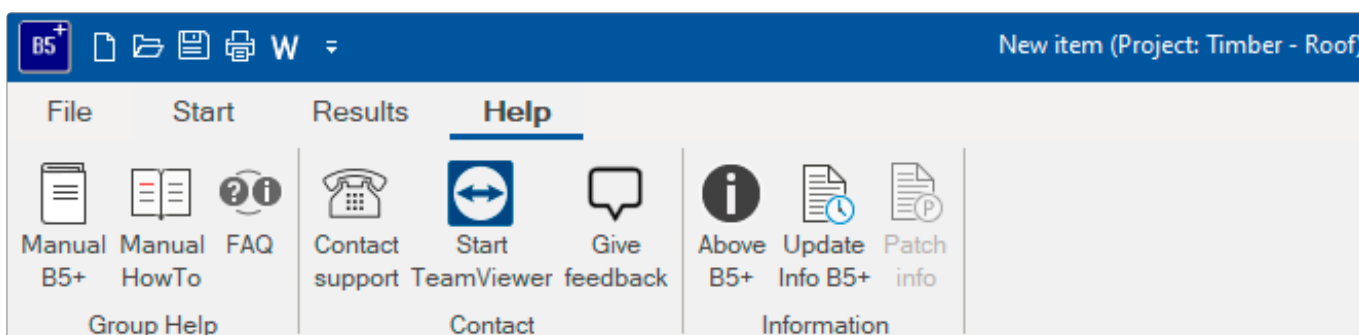 B5+ W New item (Project: Timber - Roof)
File Start Results Help
Manual B5+
Manual HowTo
FAQ
Contact support
Start TeamViewer
Give feedback
Above B5+
Update Info B5+
Patch info
Group Help Contact Information